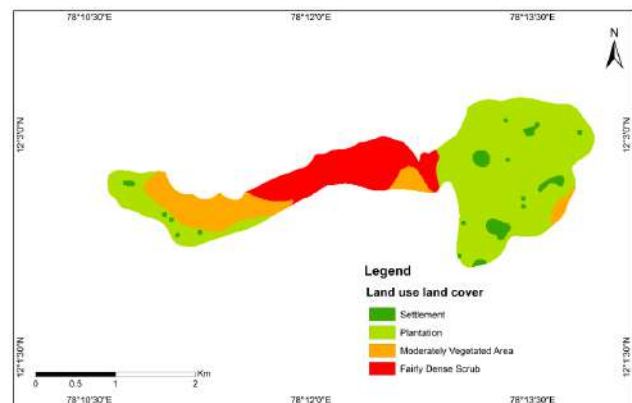 78°10'30"E 78°12'0"E 78°13'30"E
N
12°3'0"N 12°3'0"N
Legend
Land use land cover
Settlement
Plantation
Moderately Vegetated Area
Fairly Dense Scrub
12°1'30"N 12°1'30"N
Km
0 0.5 1 2
78°10'30"E 78°12'0"E 78°13'30"E